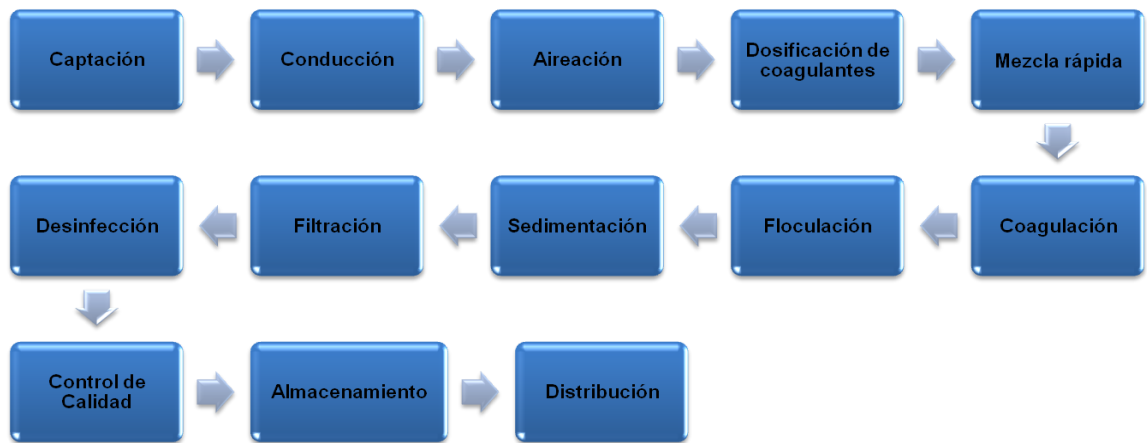 Captación
Conducción
Aireación
Dosificación de
coagulantes
Mezcla rápida
Coagulación
Floculación
Sedimentación
Filtración
Desinfección
Control de
Calidad
Almacenamiento
Distribución